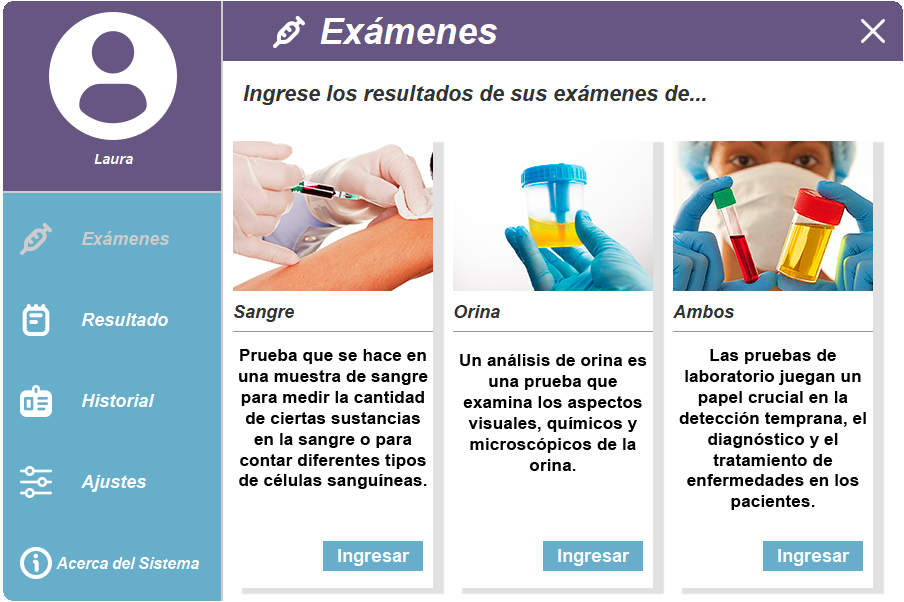 Laura
Exámenes
Resultado
Historial
Ajustes
Acerca del Sistema
Exámenes
Ingrese los resultados de sus exámenes de...
Sangre
Prueba que se hace en
una muestra de sangre
para medir la cantidad
de ciertas sustancias
en la sangre o para
contar diferentes tipos
de células sanguíneas.
Ingresar
Orina
Un análisis de orina es
una prueba que
examina los aspectos
visuales, químicos y
microscópicos de la
orina.
Ingresar
Ambos
Las pruebas de
laboratorio juegan un
papel crucial en la
detección temprana, el
diagnóstico y el
tratamiento de
enfermedades en los
pacientes.
Ingresar